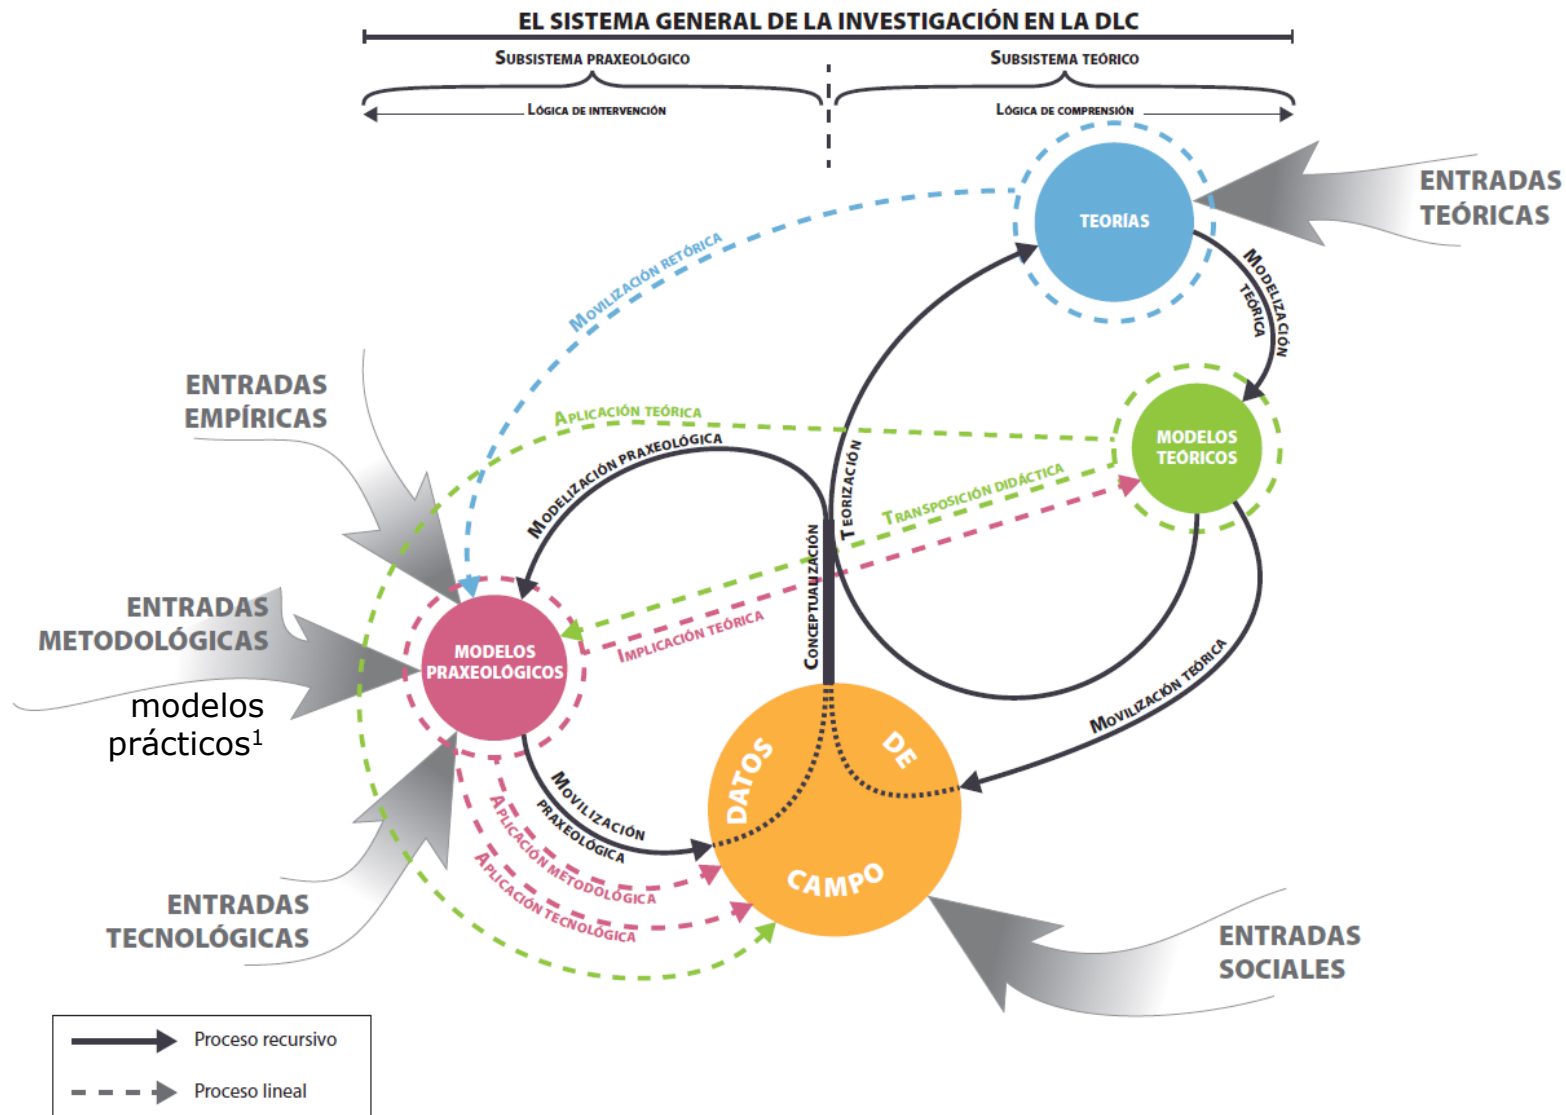 EL SISTEMA GENERAL DE LA INVESTIGACIÓN EN LA DLC
SUBSISTEMA PRAXEOLÓGICO
SUBSISTEMA TEÓRICO
LÓGICA DE INTERVENCIÓN
LÓGICA DE COMPRENSIÓN
TEORÍAS
ENTRADAS
TEÓRICAS
MOVILIZACIÓN RETÓRICA
MODELIZACIÓN
TEÓRICA
ENTRADAS
EMPÍRICAS
APLICACIÓN TEÓRICA
MODELIZACIÓN PRAXEOLÓGICA
TEORIZACIÓN
MODELOS
TEÓRICOS
TRANSPOSICIÓN DIDÁCTICA
CONCEPTUALIZACIÓN
IMPLICACIÓN TEÓRICA
ENTRADAS
METODOLÓGICAS
MODELOS
PRAXEOLÓGICOS
modelos
prácticos¹
MOVILIZACIÓN TEÓRICA
DATOS
DE
CAMPO
MOVILIZACIÓN
PRAXEOLÓGICA
APLICACIÓN METODOLÓGICA
APLICACIÓN TECNOLÓGICA
ENTRADAS
TECNOLÓGICAS
ENTRADAS
SOCIALES
Proceso recursivo
Proceso lineal